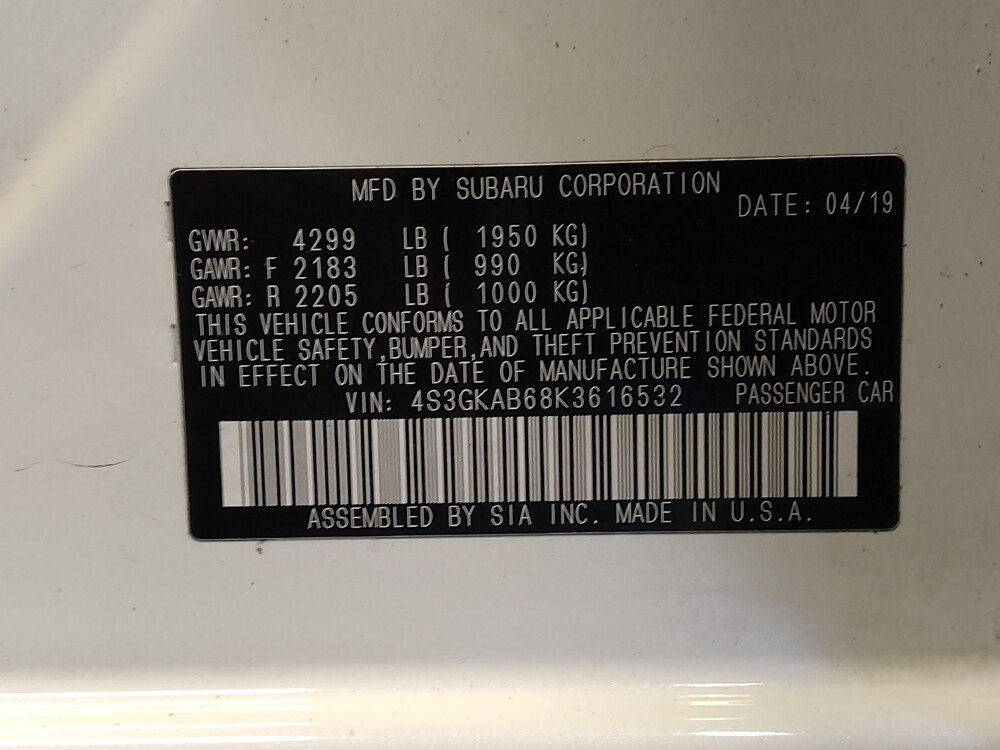 MFD BY SUBARU CORPORATION
DATE: 04/19
GVWR: 4299 LB ( 1950 KG)
GAWR: F 2183 LB ( 990 KG)
GAWR: R 2205 LB ( 1000 KG)
THIS VEHICLE CONFORMS TO ALL APPLICABLE FEDERAL MOTOR
VEHICLE SAFETY,BUMPER,AND THEFT PREVENTION STANDARDS
IN EFFECT ON THE DATE OF MANUFACTURE SHOWN ABOVE.
VIN: 4S3GKAB68K3616532 PASSENGER CAR
ASSEMBLED BY SIA INC. MADE IN U.S.A.